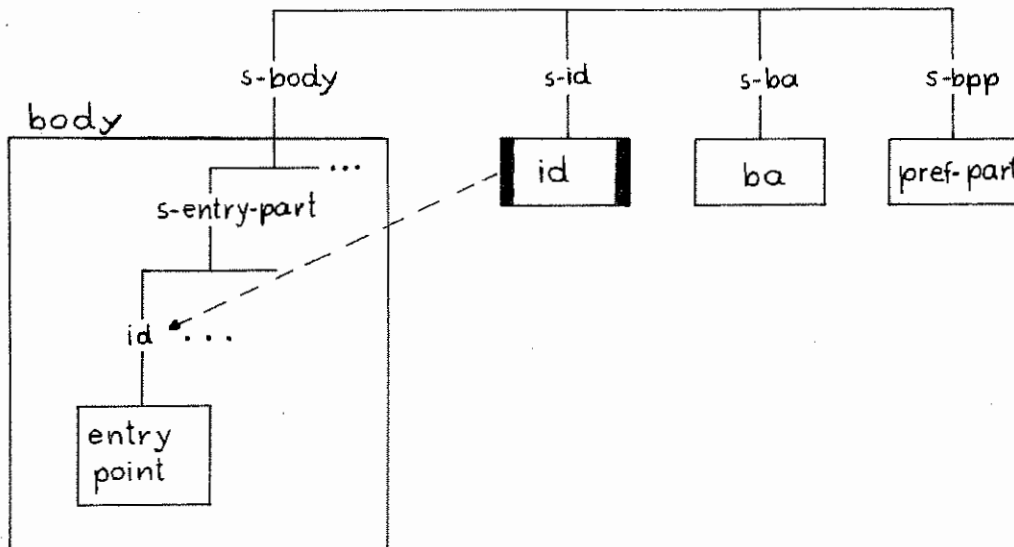 s-body s-id s-ba s-bpp
body
... id ba pref-part
s-entry-part
id ...
entry
point